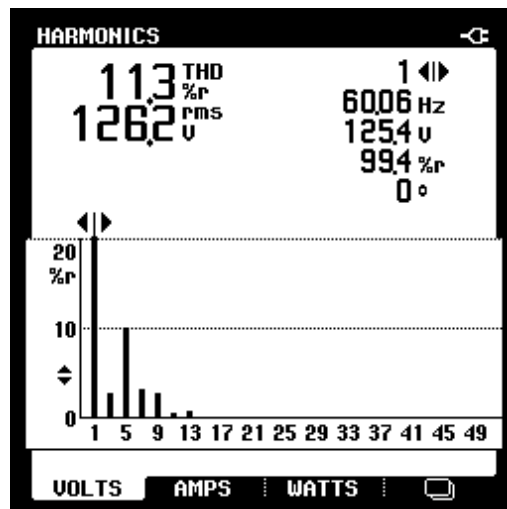 HARMONICS
11.3 THD %r
126.2 rms V
1
60.06 Hz
125.4 V
99.4 %r
0 °
20
%r
10
0
1 5 9 13 17 21 25 29 33 37 41 45 49
VOLTS AMPS WATTS